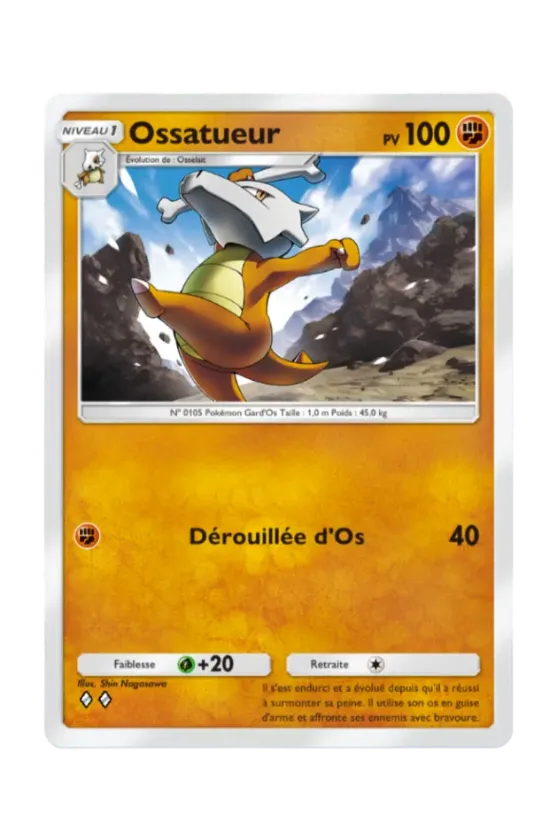 NIVEAU 1 Ossatueur PV 100
Évolution de : Osselait
N° 0105 Pokémon Gard'Os Taille : 1,0 m Poids : 45,0 kg
Dérouillée d'Os 40
Faiblesse +20 Retraite
Illus. Shin Nagasawa
Il s'est endurci et a évolué depuis qu'il a réussi
à surmonter sa peine. Il utilise son os en guise
d'arme et affronte ses ennemis avec bravoure.